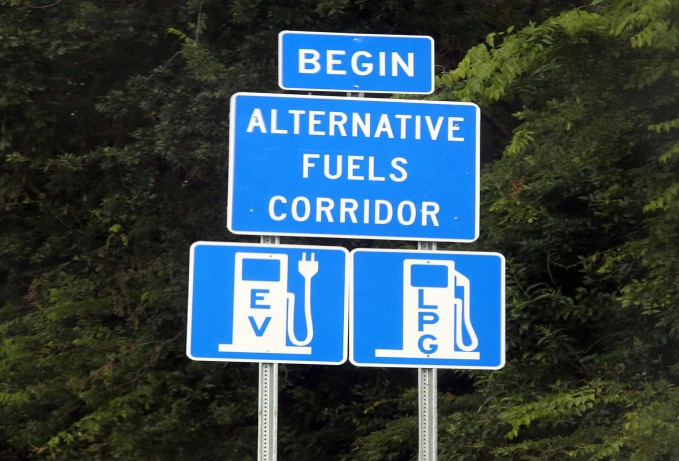 BEGIN
ALTERNATIVE
FUELS
CORRIDOR
EV
LPG